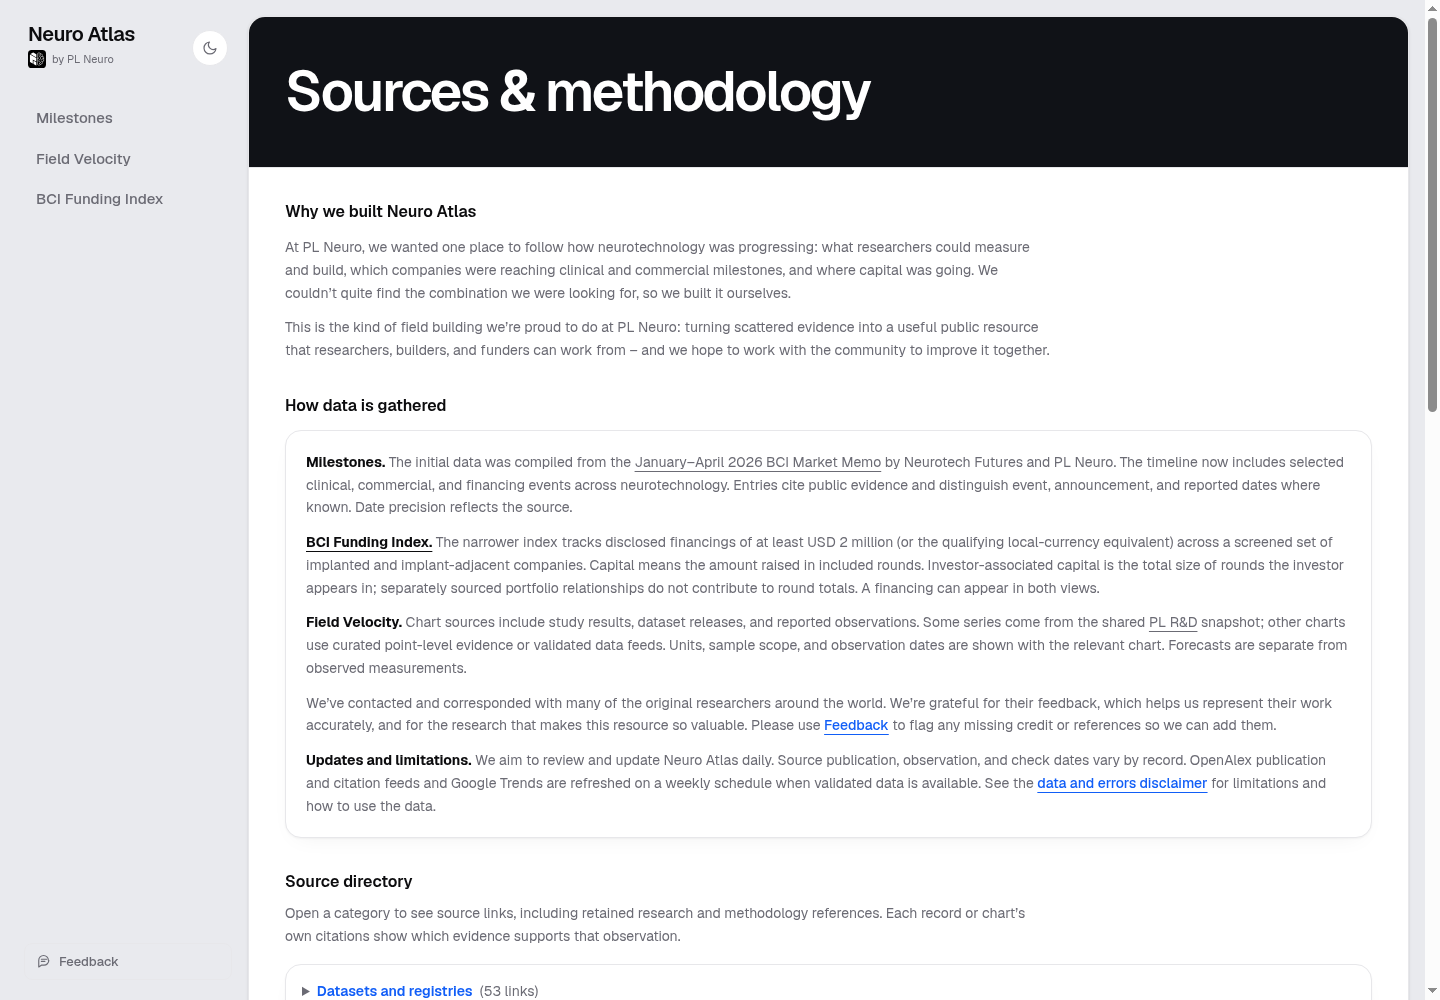 Neuro Atlas
by PL Neuro
Milestones
Field Velocity
BCI Funding Index
Feedback
Sources & methodology
Why we built Neuro Atlas
At PL Neuro, we wanted one place to follow how neurotechnology was progressing: what researchers could measure
and build, which companies were reaching clinical and commercial milestones, and where capital was going. We
couldn’t quite find the combination we were looking for, so we built it ourselves.
This is the kind of field building we’re proud to do at PL Neuro: turning scattered evidence into a useful public resource
that researchers, builders, and funders can work from – and we hope to work with the community to improve it together.
How data is gathered
Milestones. The initial data was compiled from the January–April 2026 BCI Market Memo by Neurotech Futures and PL Neuro. The timeline now includes selected
clinical, commercial, and financing events across neurotechnology. Entries cite public evidence and distinguish event, announcement, and reported dates where
known. Date precision reflects the source.
BCI Funding Index. The narrower index tracks disclosed financings of at least USD 2 million (or the qualifying local-currency equivalent) across a screened set of
implanted and implant-adjacent companies. Capital means the amount raised in included rounds. Investor-associated capital is the total size of rounds the investor
appears in; separately sourced portfolio relationships do not contribute to round totals. A financing can appear in both views.
Field Velocity. Chart sources include study results, dataset releases, and reported observations. Some series come from the shared PL R&D snapshot; other charts
use curated point-level evidence or validated data feeds. Units, sample scope, and observation dates are shown with the relevant chart. Forecasts are separate from
observed measurements.
We’ve contacted and corresponded with many of the original researchers around the world. We’re grateful for their feedback, which helps us represent their work
accurately, and for the research that makes this resource so valuable. Please use Feedback to flag any missing credit or references so we can add them.
Updates and limitations. We aim to review and update Neuro Atlas daily. Source publication, observation, and check dates vary by record. OpenAlex publication
and citation feeds and Google Trends are refreshed on a weekly schedule when validated data is available. See the data and errors disclaimer for limitations and
how to use the data.
Source directory
Open a category to see source links, including retained research and methodology references. Each record or chart’s
own citations show which evidence supports that observation.
Datasets and registries (53 links)